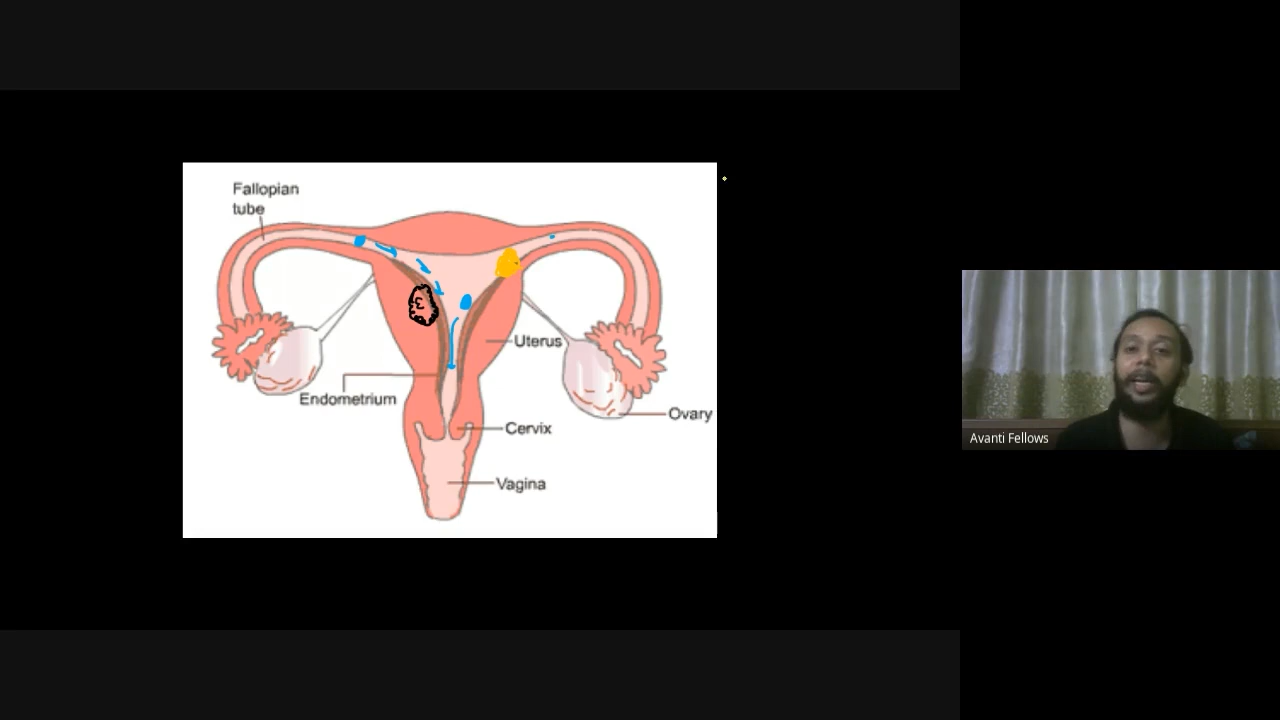 Fallopian
tube
Uterus
Endometrium
Ovary
Cervix
Vagina
Avanti Fellows